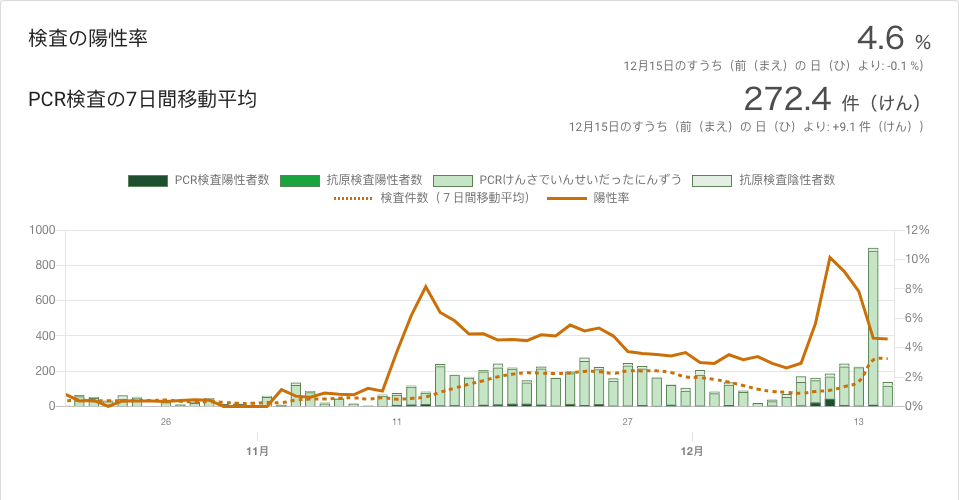 検査の陽性率
4.6 %
12月15日のすうち（前（まえ）の 日（ひ）より: -0.1 %）
PCR検査の7日間移動平均
272.4 件（けん）
12月15日のすうち（前（まえ）の 日（ひ）より: +9.1 件（けん））
PCR検査陽性者数 抗原検査陽性者数 PCRけんさでいんせいだったにんずう 抗原検査陰性者数
検査件数（７日間移動平均） 陽性率
1000 12%
10%
800
8%
600
6%
400
4%
200
2%
0 0%
26 11 27 13
11月 12月